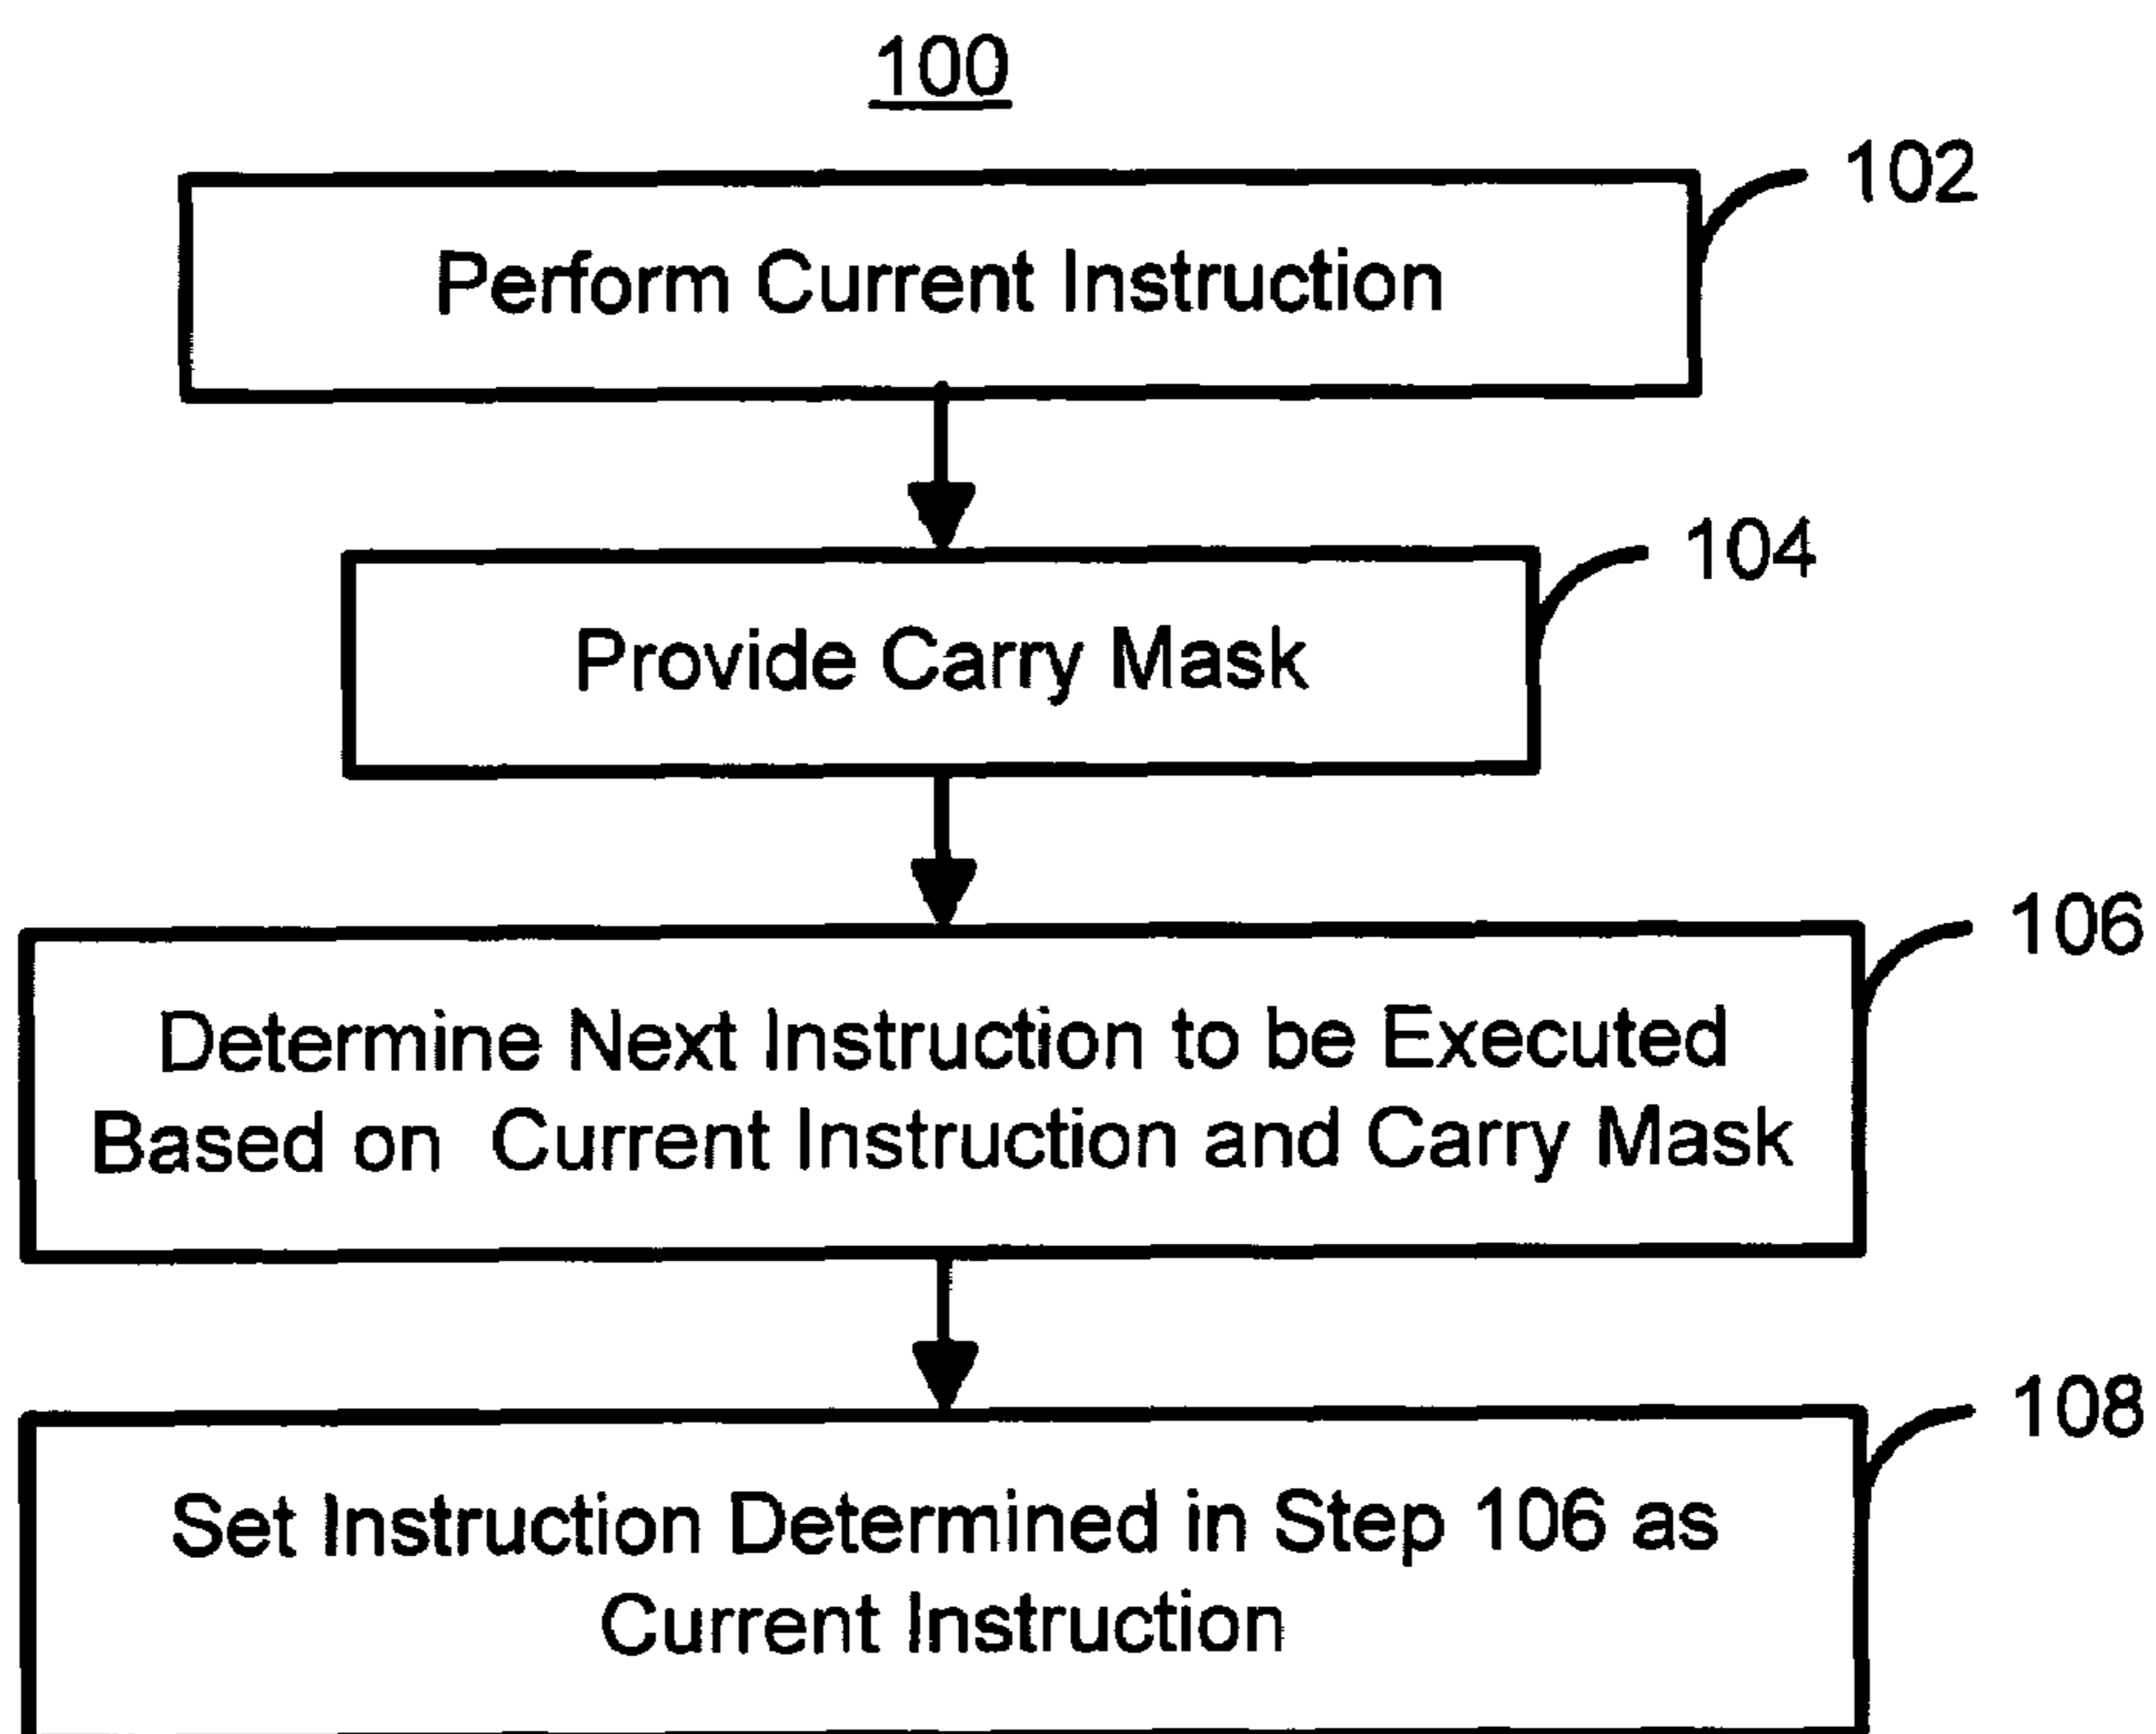 100
102
Perform Current Instruction
104
Provide Carry Mask
106
Determine Next Instruction to be Executed
Based on Current Instruction and Carry Mask
108
Set Instruction Determined in Step 106 as
Current Instruction